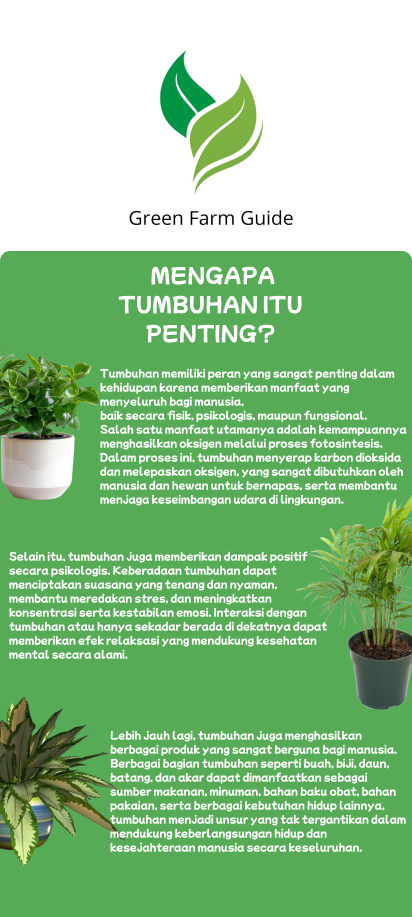 Green Farm Guide
MENGAPA
TUMBUHAN ITU
PENTING?
Tumbuhan memiliki peran yang sangat penting dalam
kehidupan karena memberikan manfaat yang
menyeluruh bagi manusia,
baik secara fisik, psikologis, maupun fungsional.
Salah satu manfaat utamanya adalah kemampuannya
menghasilkan oksigen melalui proses fotosintesis.
Dalam proses ini, tumbuhan menyerap karbon dioksida
dan melepaskan oksigen, yang sangat dibutuhkan oleh
manusia dan hewan untuk bernapas, serta membantu
menjaga keseimbangan udara di lingkungan.
Selain itu, tumbuhan juga memberikan dampak positif
secara psikologis. Keberadaan tumbuhan dapat
menciptakan suasana yang tenang dan nyaman,
membantu meredakan stres, dan meningkatkan
konsentrasi serta kestabilan emosi. Interaksi dengan
tumbuhan atau hanya sekadar berada di dekatnya dapat
memberikan efek relaksasi yang mendukung kesehatan
mental secara alami.
Lebih jauh lagi, tumbuhan juga menghasilkan
berbagai produk yang sangat berguna bagi manusia.
Berbagai bagian tumbuhan seperti buah, biji, daun,
batang, dan akar dapat dimanfaatkan sebagai
sumber makanan, minuman, bahan baku obat, bahan
pakaian, serta berbagai kebutuhan hidup lainnya,
tumbuhan menjadi unsur yang tak tergantikan dalam
mendukung keberlangsungan hidup dan
kesejahteraan manusia secara keseluruhan.